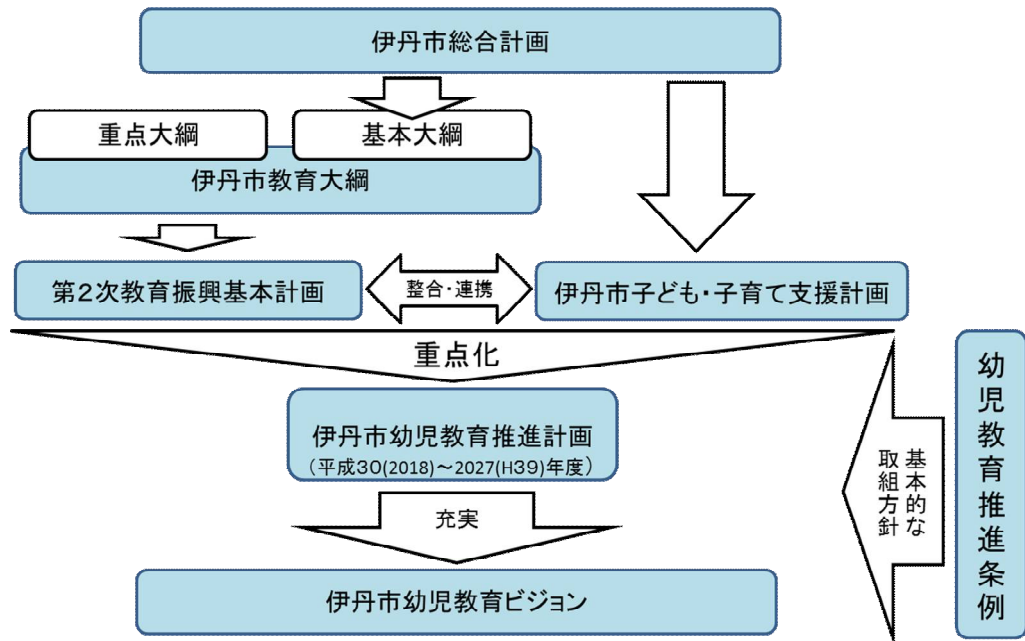 伊丹市総合計画
重点大綱
基本大綱
伊丹市教育大綱
第2次教育振興基本計画
整合・連携
伊丹市子ども・子育て支援計画
重点化
伊丹市幼児教育推進計画
(平成30(2018)～2027(H39)年度)
充実
伊丹市幼児教育ビジョン
基本的な
取組方針
幼児教育推進条例